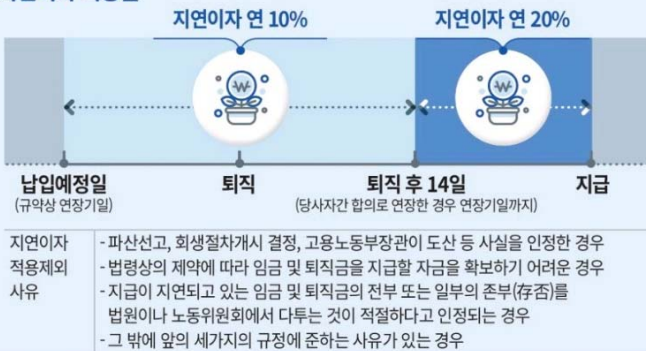 지연이자 연 10%
지연이자 연 20%
₩
₩
납입예정일
퇴직
퇴직 후 14일
지급
(규약상 연장기일)
(당사자간 합의로 연장한 경우 연장기일까지)
지연이자
적용제외
사유
- 파산선고, 회생절차개시 결정, 고용노동부장관이 도산 등 사실을 인정한 경우
- 법령상의 제약에 따라 임금 및 퇴직금을 지급할 자금을 확보하기 어려운 경우
- 지급이 지연되고 있는 임금 및 퇴직금의 전부 또는 일부의 존부(存否)를
법원이나 노동위원회에서 다투는 것이 적절하다고 인정되는 경우
- 그 밖에 앞의 세가지의 규정에 준하는 사유가 있는 경우